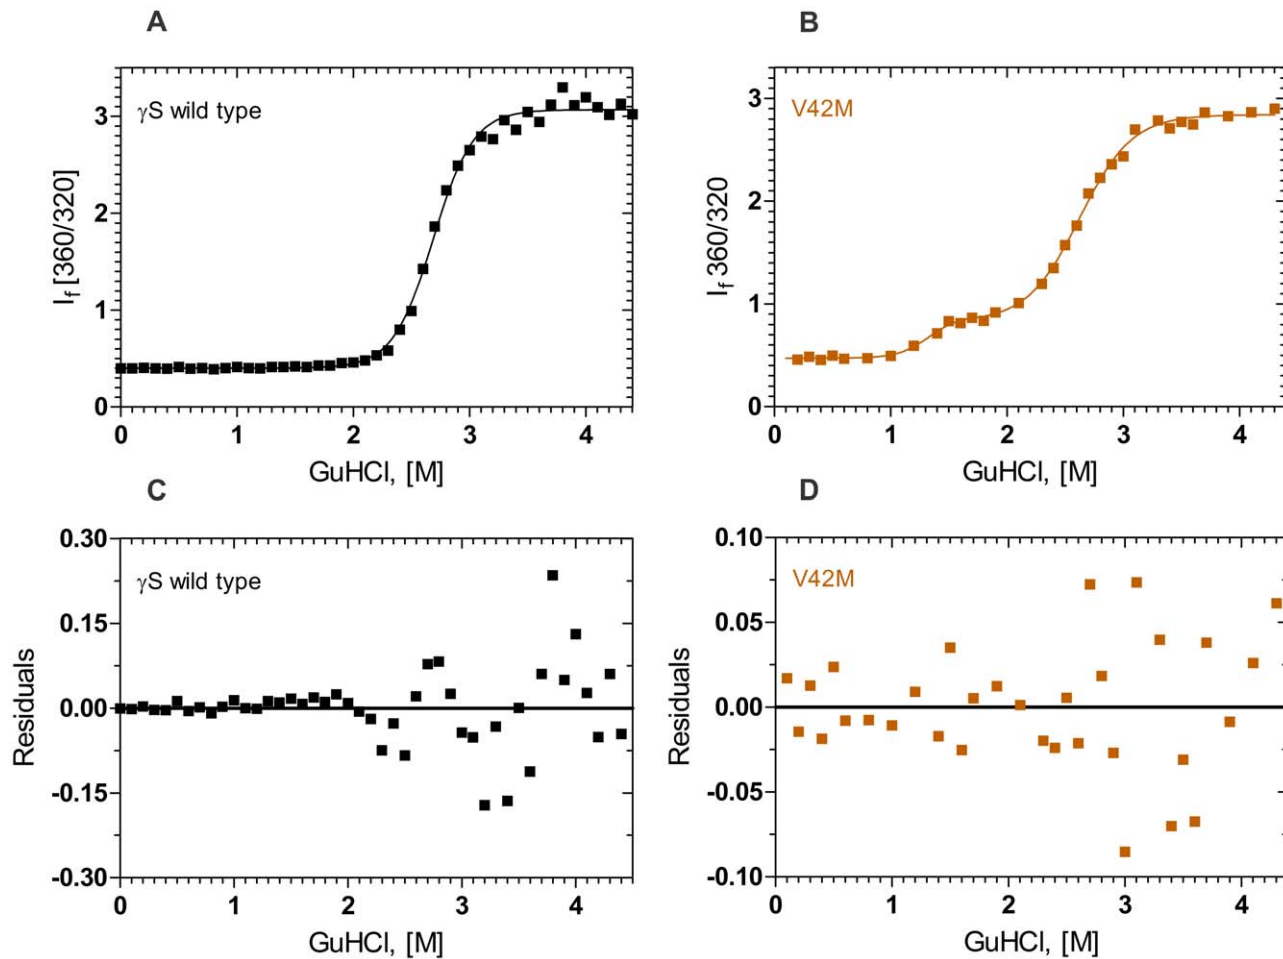 A
B
γS wild type
V42M
If [360/320]
If 360/320
3
2
1
0
3
2
1
0
0 1 2 3 4
0 1 2 3 4
GuHCl, [M]
GuHCl, [M]
C
D
γS wild type
V42M
Residuals
Residuals
0.30
0.15
0.00
-0.15
-0.30
0.10
0.05
0.00
-0.05
-0.10
0 1 2 3 4
0 1 2 3 4
GuHCl, [M]
GuHCl, [M]